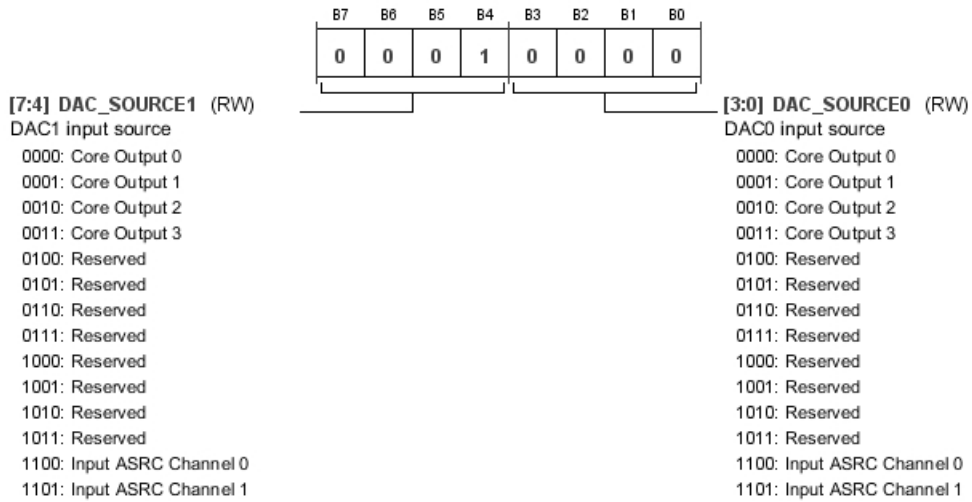 B7 B6 B5 B4 B3 B2 B1 B0
0 0 0 1 0 0 0 0
[7:4] DAC_SOURCE1 (RW)
DAC1 input source
0000: Core Output 0
0001: Core Output 1
0010: Core Output 2
0011: Core Output 3
0100: Reserved
0101: Reserved
0110: Reserved
0111: Reserved
1000: Reserved
1001: Reserved
1010: Reserved
1011: Reserved
1100: Input ASRC Channel 0
1101: Input ASRC Channel 1
[3:0] DAC_SOURCE0 (RW)
DAC0 input source
0000: Core Output 0
0001: Core Output 1
0010: Core Output 2
0011: Core Output 3
0100: Reserved
0101: Reserved
0110: Reserved
0111: Reserved
1000: Reserved
1001: Reserved
1010: Reserved
1011: Reserved
1100: Input ASRC Channel 0
1101: Input ASRC Channel 1